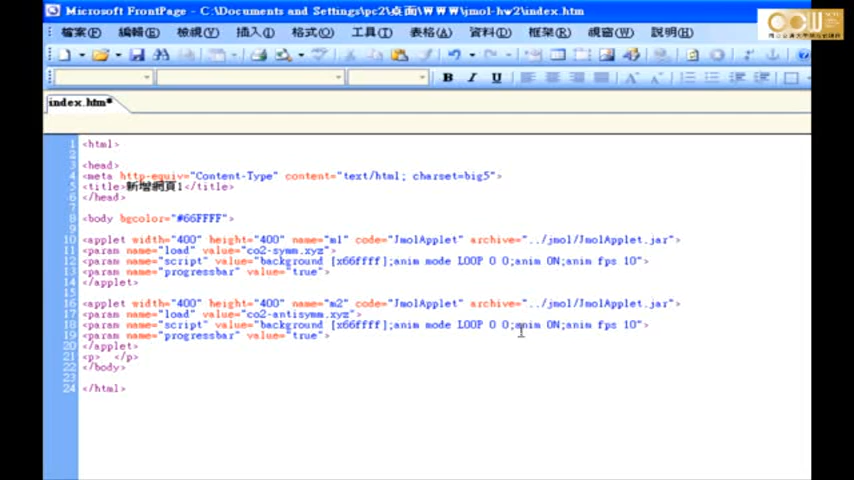 Microsoft FrontPage - C:\Documents and Settings\pc2\桌面\WWW\jmol-hw2\index.htm
檔案(F) 編輯(E) 檢視(V) 插入(I) 格式(O) 工具(T) 表格(A) 資料(D) 框架(R) 視窗(W) 說明(H)
B I U
index.htm*
1 <html>
2
3 <head>
4 <meta http-equiv="Content-Type" content="text/html; charset=big5">
5 <title>新增網頁1</title>
6 </head>
7
8 <body bgcolor="#66FFFF">
9
10 <applet width="400" height="400" name="m1" code="JmolApplet" archive="../jmol/JmolApplet.jar">
11 <param name="load" value="co2-symm.xyz">
12 <param name="script" value="background [x66ffff];anim mode LOOP 0 0;anim ON;anim fps 10">
13 <param name="progressbar" value="true">
14 </applet>
15
16 <applet width="400" height="400" name="m2" code="JmolApplet" archive="../jmol/JmolApplet.jar">
17 <param name="load" value="co2-antisymm.xyz">
18 <param name="script" value="background [x66ffff];anim mode LOOP 0 0;anim ON;anim fps 10">
19 <param name="progressbar" value="true">
20 </applet>
21 <p> </p>
22 </body>
23
24 </html>